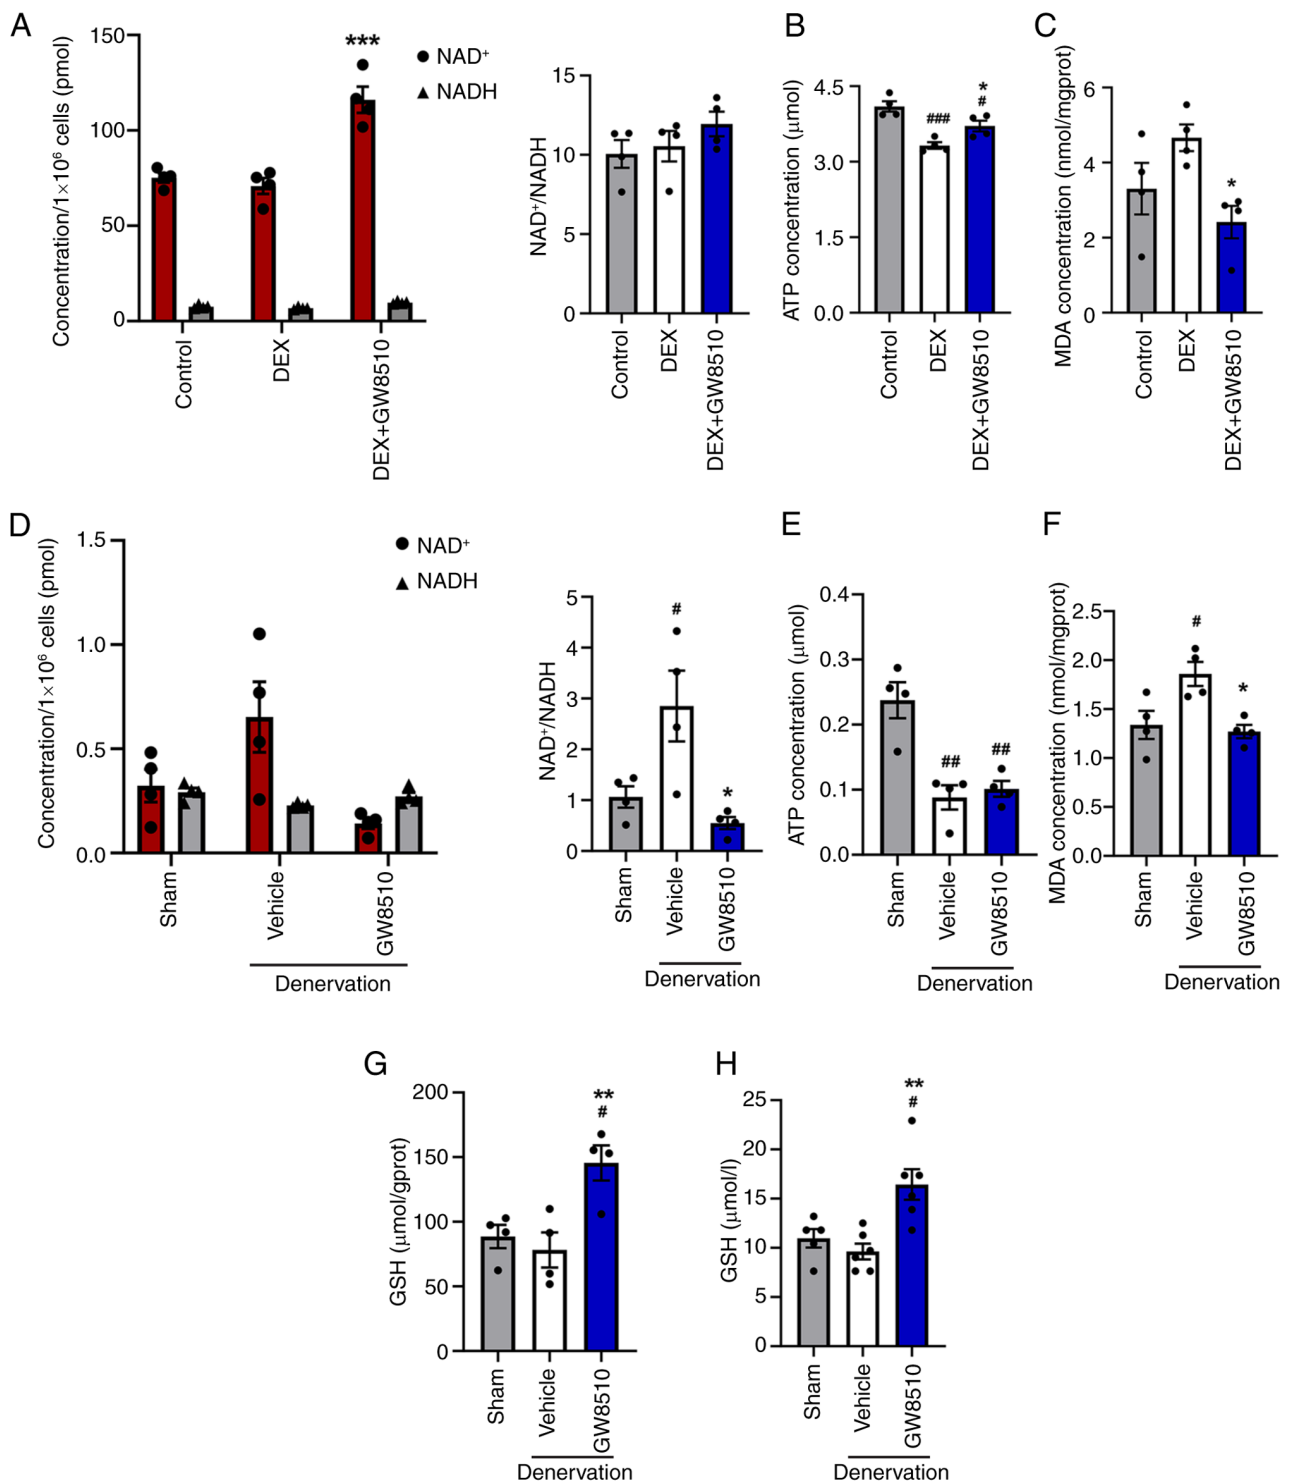 A
Concentration/1×10⁶ cells (pmol)
150
100
50
0
***
● NAD⁺
▲ NADH
Control
DEX
DEX+GW8510
NAD⁺/NADH
15
10
5
0
Control
DEX
DEX+GW8510
B
ATP concentration (μmol)
4.5
3.0
1.5
0.0
###
*
#
Control
DEX
DEX+GW8510
C
MDA concentration (nmol/mgprot)
6
4
2
0
*
Control
DEX
DEX+GW8510
D
Concentration/1×10⁶ cells (pmol)
1.5
1.0
0.5
0.0
● NAD⁺
▲ NADH
Sham
Vehicle
GW8510
Denervation
NAD⁺/NADH
5
4
3
2
1
0
#
*
Sham
Vehicle
GW8510
Denervation
E
ATP concentration (μmol)
0.4
0.3
0.2
0.1
0.0
##
##
Sham
Vehicle
GW8510
Denervation
F
MDA concentration (nmol/mgprot)
2.5
2.0
1.5
1.0
0.5
0.0
#
*
Sham
Vehicle
GW8510
Denervation
G
GSH (μmol/gprot)
200
150
100
50
0
**
#
Sham
Vehicle
GW8510
Denervation
H
GSH (μmol/l)
25
20
15
10
5
0
**
#
Sham
Vehicle
GW8510
Denervation